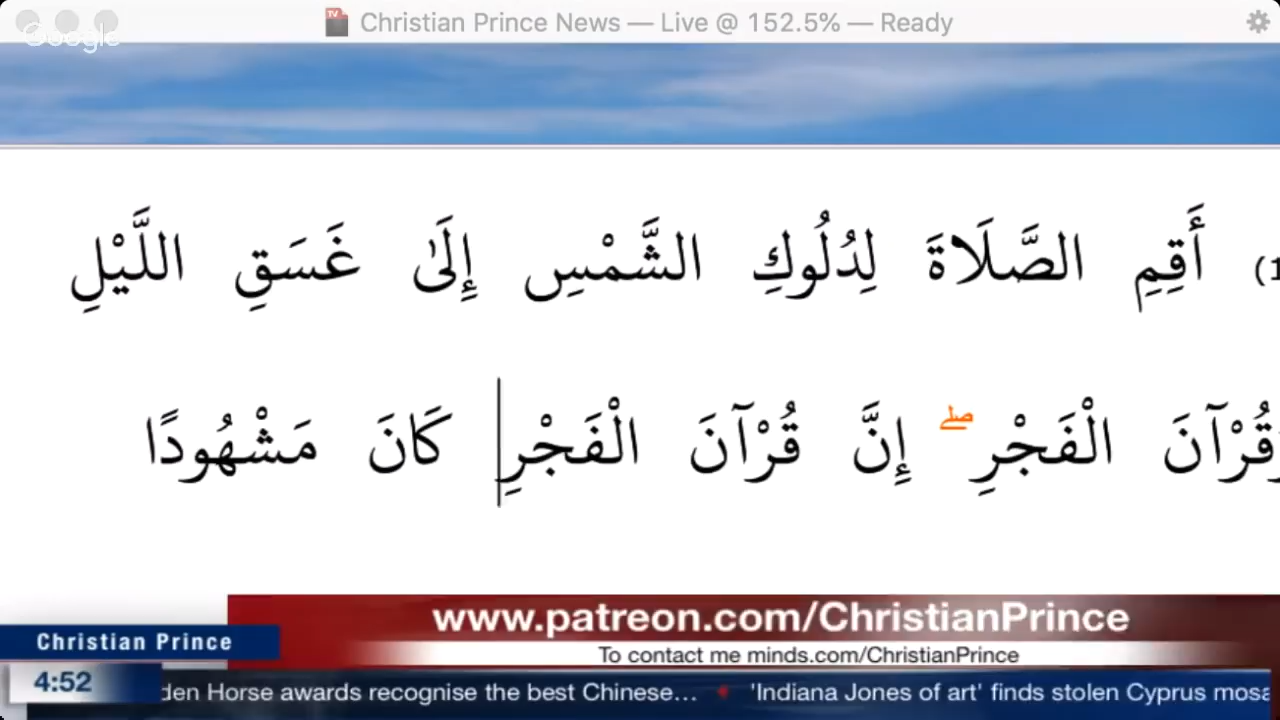 Christian Prince News — Live @ 152.5% — Ready
Google
أَقِمِ الصَّلَاةَ لِدُلُوكِ الشَّمْسِ إِلَىٰ غَسَقِ اللَّيْلِ
قُرْآنَ الْفَجْرِ ۖ إِنَّ قُرْآنَ الْفَجْرِ كَانَ مَشْهُودًا
www.patreon.com/ChristianPrince
To contact me minds.com/ChristianPrince
Christian Prince
4:52
den Horse awards recognise the best Chinese... • 'Indiana Jones of art' finds stolen Cyprus mosa